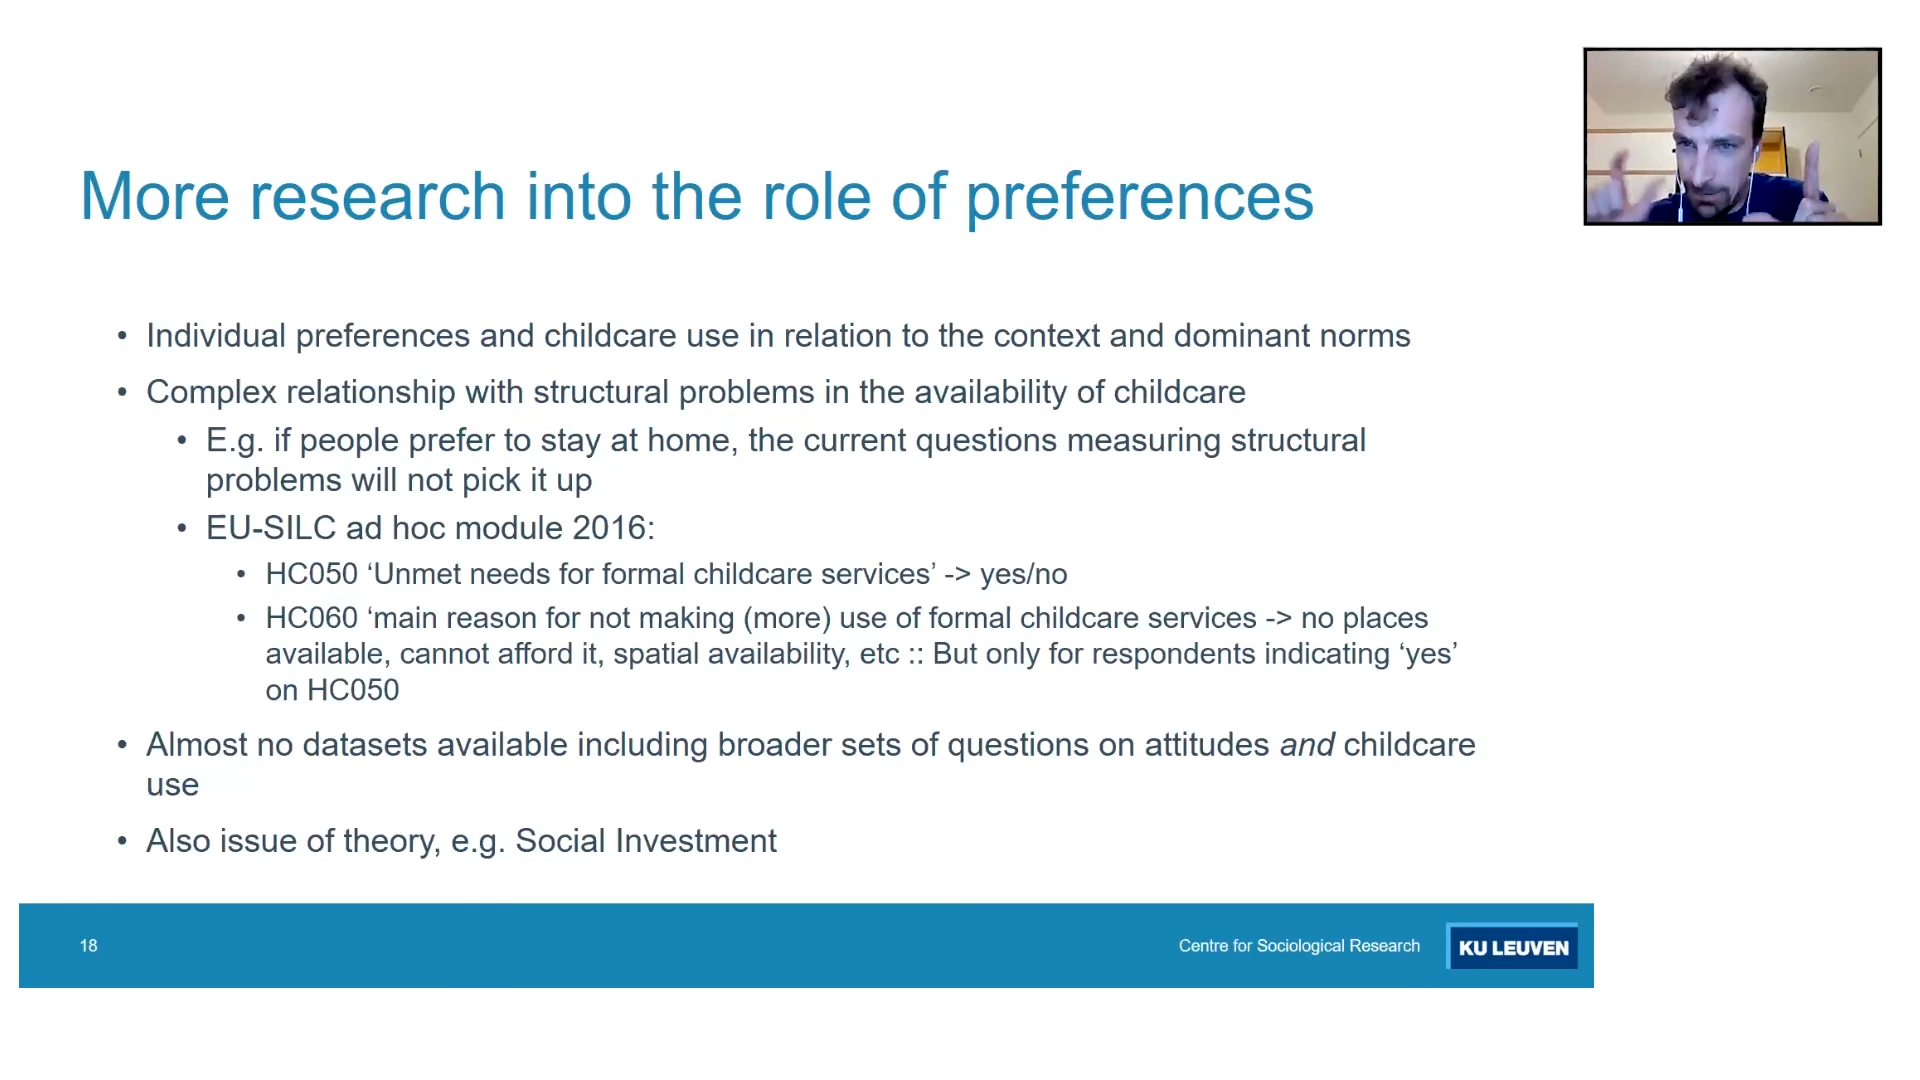 More research into the role of preferences
• Individual preferences and childcare use in relation to the context and dominant norms
• Complex relationship with structural problems in the availability of childcare
• E.g. if people prefer to stay at home, the current questions measuring structural
problems will not pick it up
• EU-SILC ad hoc module 2016:
• HC050 ‘Unmet needs for formal childcare services’ -> yes/no
• HC060 ‘main reason for not making (more) use of formal childcare services -> no places
available, cannot afford it, spatial availability, etc :: But only for respondents indicating ‘yes’
on HC050
• Almost no datasets available including broader sets of questions on attitudes and childcare
use
• Also issue of theory, e.g. Social Investment
18
Centre for Sociological Research
KU LEUVEN